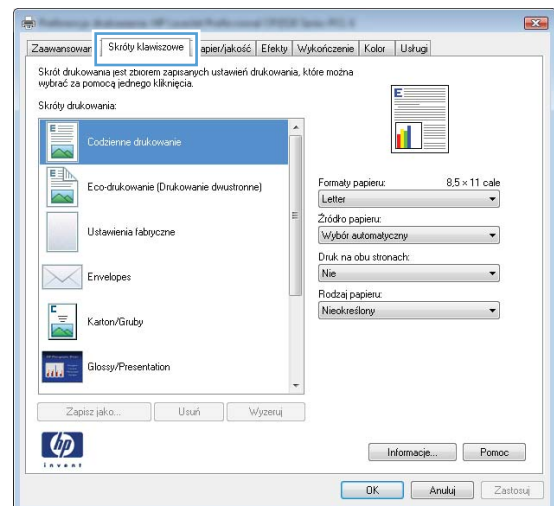 Zaawansowan
Skróty klawiszowe
apier/jakość
Efekty
Wykończenie
Kolor
Usługi
Skrót drukowania jest zbiorem zapisanych ustawień drukowania, które można
wybrać za pomocą jednego kliknięcia.
Skróty drukowania:
Codzienne drukowanie
Eco-drukowanie (Drukowanie dwustronne)
Ustawienia fabryczne
Envelopes
Karton/Gruby
Glossy/Presentation
Zapisz jako...
Usuń
Wyzeruj
E
Formaty papieru:
8,5 × 11 cale
Letter
Źródło papieru:
Wybór automatyczny
Druk na obu stronach:
Nie
Rodzaj papieru:
Nieokreślony
hp
invent
Informacje...
Pomoc
OK
Anuluj
Zastosuj